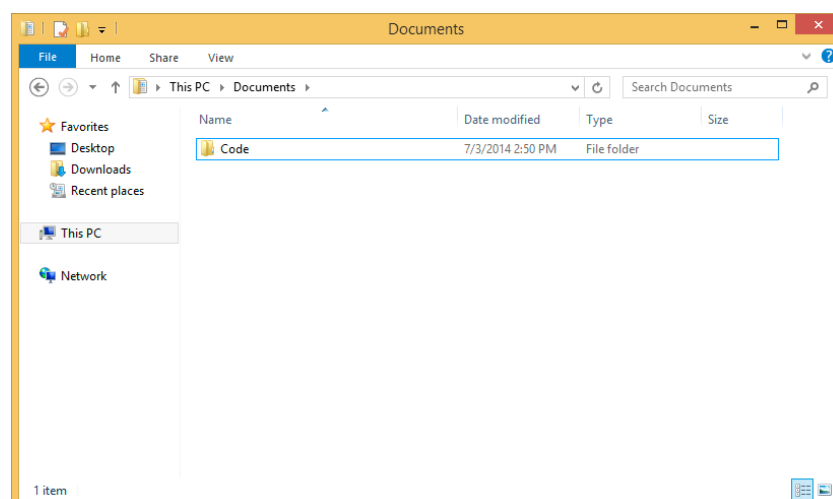 Documents
File Home Share View
This PC Documents Search Documents
Favorites
Desktop
Downloads
Recent places
This PC
Network
Name Date modified Type Size
Code 7/3/2014 2:50 PM File folder
1 item